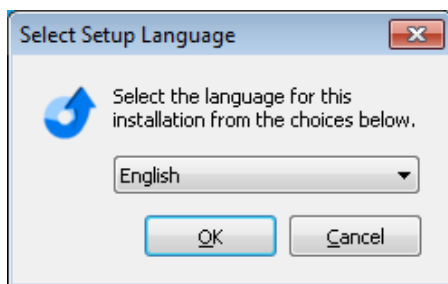 Select Setup Language
Select the language for this
installation from the choices below.
English
OK
Cancel